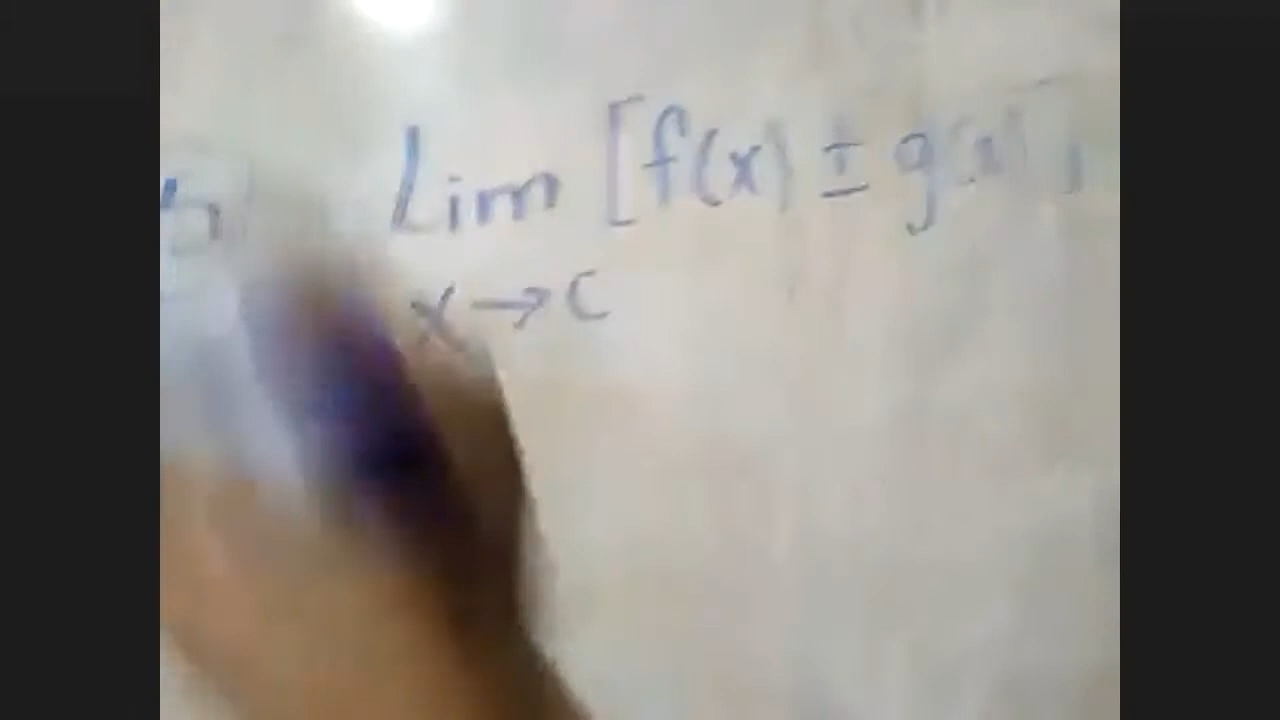 Lim [f(x) ± g(x)]
x → c